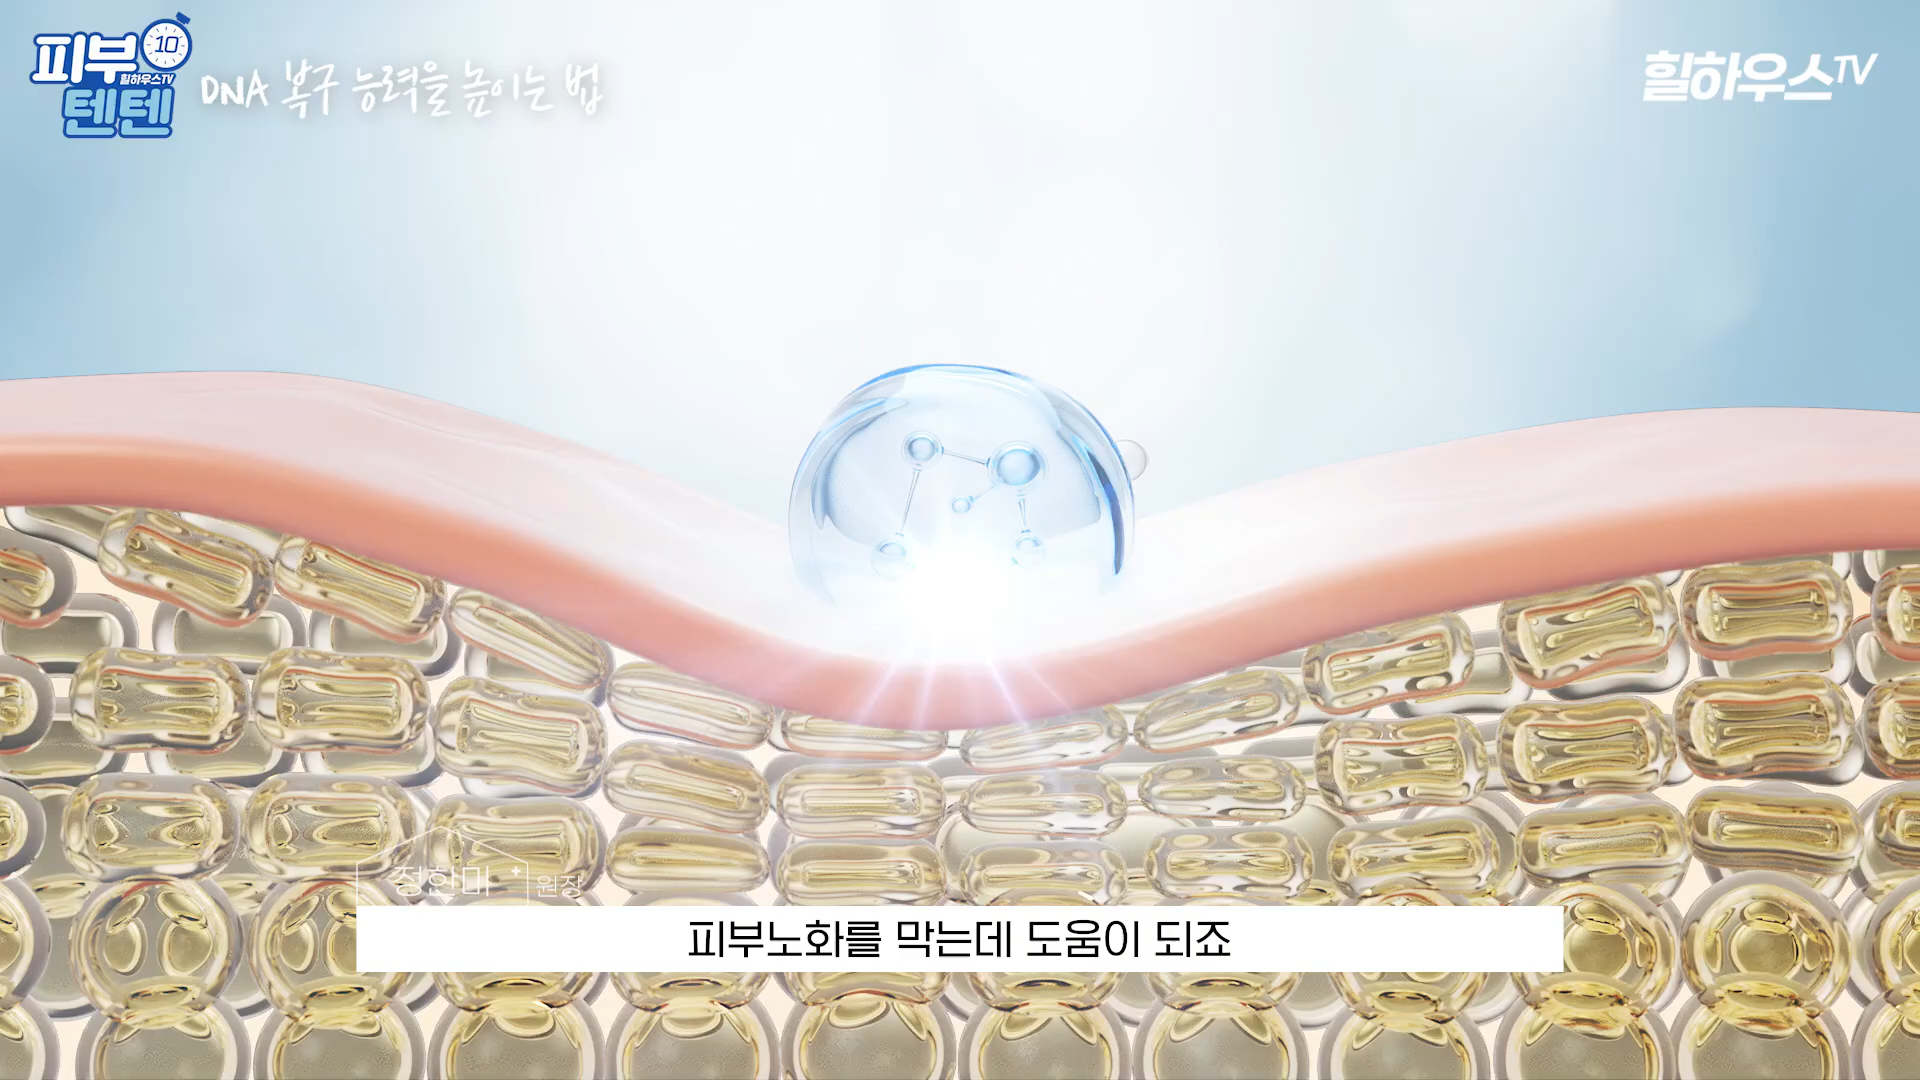 피부 10
힐하우스TV
텐텐
DNA 복구 능력을 높이는 법
힐하우스TV
정한미 원장
피부노화를 막는데 도움이 되죠